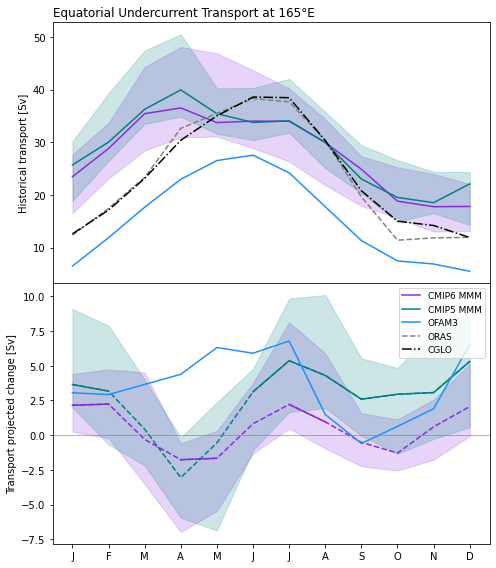 Equatorial Undercurrent Transport at 165°E
Historical transport [Sv]
50
40
30
20
10
Transport projected change [Sv]
10.0
7.5
5.0
2.5
0.0
−2.5
−5.0
−7.5
CMIP6 MMM
CMIP5 MMM
OFAM3
ORAS
CGLO
J F M A M J J A S O N D